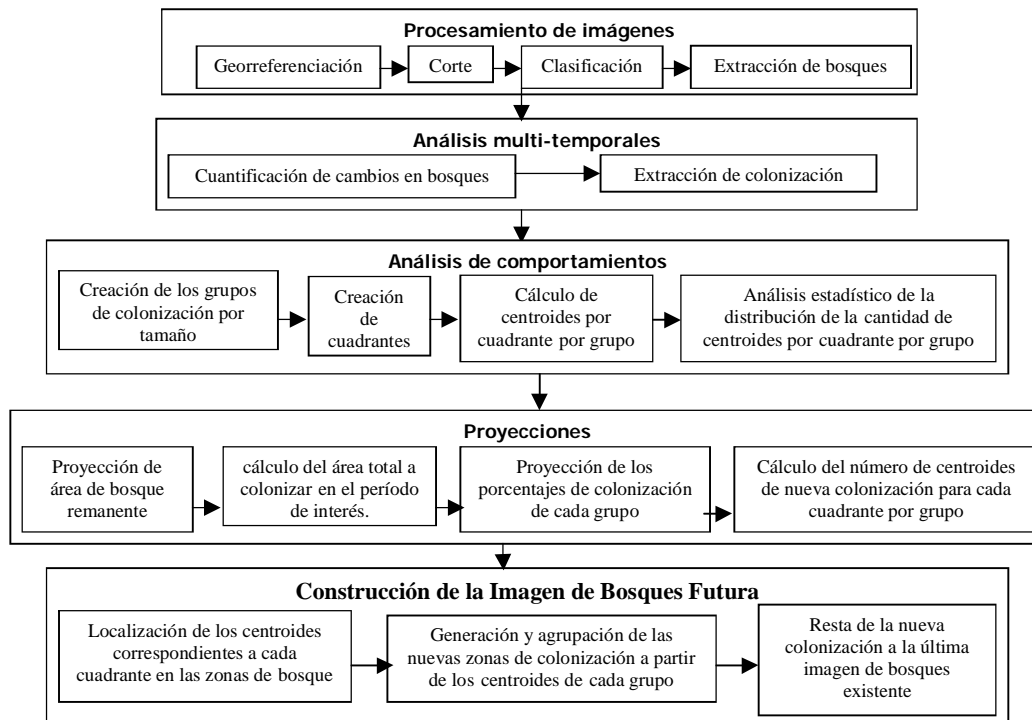 Procesamiento de imágenes
Georreferenciación
Corte
Clasificación
Extracción de bosques
Análisis multi-temporales
Cuantificación de cambios en bosques
Extracción de colonización
Análisis de comportamientos
Creación de los grupos
de colonización por
tamaño
Creación
de
cuadrantes
Cálculo de
centroides por
cuadrante por grupo
Análisis estadístico de la
distribución de la cantidad de
centroides por cuadrante por grupo
Proyecciones
Proyección de
área de bosque
remanente
cálculo del área total a
colonizar en el período
de interés.
Proyección de los
porcentajes de colonización
de cada grupo
Cálculo del número de centroides
de nueva colonización para cada
cuadrante por grupo
Construcción de la Imagen de Bosques Futura
Localización de los centroides
correspondientes a cada
cuadrante en las zonas de bosque
Generación y agrupación de las
nuevas zonas de colonización a partir
de los centroides de cada grupo
Resta de la nueva
colonización a la última
imagen de bosques
existente